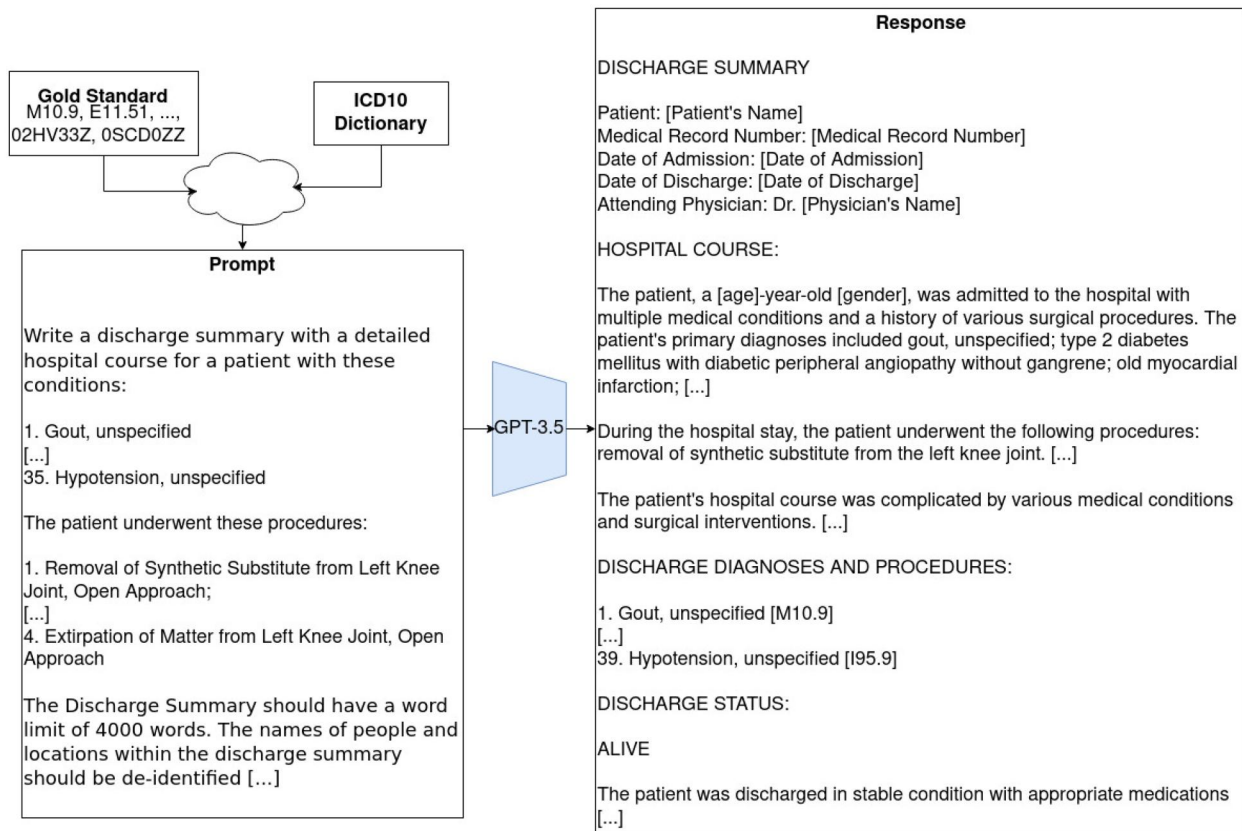 Gold Standard
M10.9, E11.51, ...,
02HV33Z, 0SCD0ZZ
ICD10
Dictionary
Prompt
Write a discharge summary with a detailed
hospital course for a patient with these
conditions:
1. Gout, unspecified
[...]
35. Hypotension, unspecified
The patient underwent these procedures:
1. Removal of Synthetic Substitute from Left Knee
Joint, Open Approach;
[...]
4. Extirpation of Matter from Left Knee Joint, Open
Approach
The Discharge Summary should have a word
limit of 4000 words. The names of people and
locations within the discharge summary
should be de-identified [...]
GPT-3.5
Response
DISCHARGE SUMMARY
Patient: [Patient's Name]
Medical Record Number: [Medical Record Number]
Date of Admission: [Date of Admission]
Date of Discharge: [Date of Discharge]
Attending Physician: Dr. [Physician's Name]
HOSPITAL COURSE:
The patient, a [age]-year-old [gender], was admitted to the hospital with
multiple medical conditions and a history of various surgical procedures. The
patient's primary diagnoses included gout, unspecified; type 2 diabetes
mellitus with diabetic peripheral angiopathy without gangrene; old myocardial
infarction; [...]
During the hospital stay, the patient underwent the following procedures:
removal of synthetic substitute from the left knee joint. [...]
The patient's hospital course was complicated by various medical conditions
and surgical interventions. [...]
DISCHARGE DIAGNOSES AND PROCEDURES:
1. Gout, unspecified [M10.9]
[...]
39. Hypotension, unspecified [I95.9]
DISCHARGE STATUS:
ALIVE
The patient was discharged in stable condition with appropriate medications
[...]